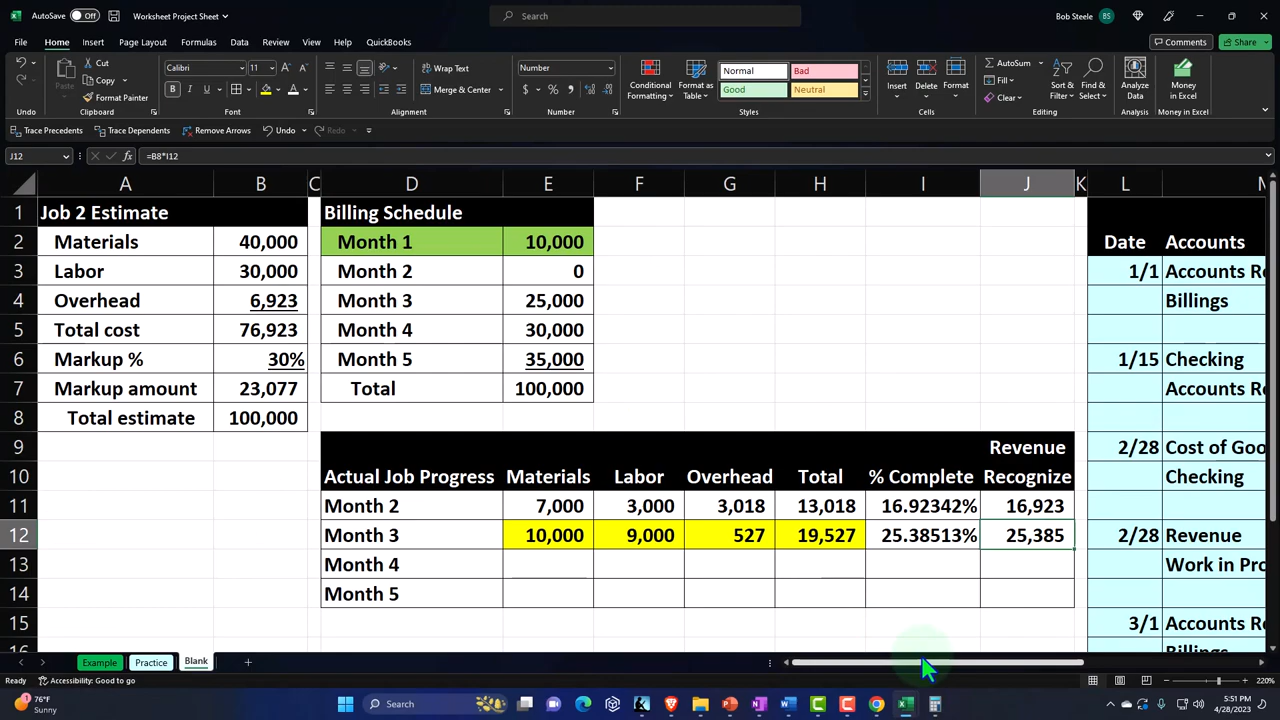 AutoSave Off Worksheet Project Sheet Search Bob Steele BS
File Home Insert Page Layout Formulas Data Review View Help QuickBooks Comments Share
Cut Calibri 11 Wrap Text Number Normal Bad AutoSum
Paste Copy Format Painter B I U Merge & Center $ % Conditional Formatting Format as Table Good Neutral Insert Delete Format Fill Clear Sort & Filter Find & Select Analyze Data Money in Excel
Undo Clipboard Font Alignment Number Styles Cells Editing Analysis Money in Excel
Trace Precedents Trace Dependents Remove Arrows Undo Redo
J12 fx =B8*I12
A B C D E F G H I J K L M
1 Job 2 Estimate Billing Schedule
2 Materials 40,000 Month 1 10,000 Date Accounts
3 Labor 30,000 Month 2 0 1/1 Accounts Re
4 Overhead 6,923 Month 3 25,000 Billings
5 Total cost 76,923 Month 4 30,000
6 Markup % 30% Month 5 35,000 1/15 Checking
7 Markup amount 23,077 Total 100,000 Accounts Re
8 Total estimate 100,000
9 Revenue 2/28 Cost of Goo
10 Actual Job Progress Materials Labor Overhead Total % Complete Recognize Checking
11 Month 2 7,000 3,000 3,018 13,018 16.92342% 16,923
12 Month 3 10,000 9,000 527 19,527 25.38513% 25,385 2/28 Revenue
13 Month 4 Work in Pro
14 Month 5
15 3/1 Accounts Re
16 Billings
Example Practice Blank
Ready Accessibility: Good to go 220%
76°F
Sunny
Search
5:51 PM
4/28/2023